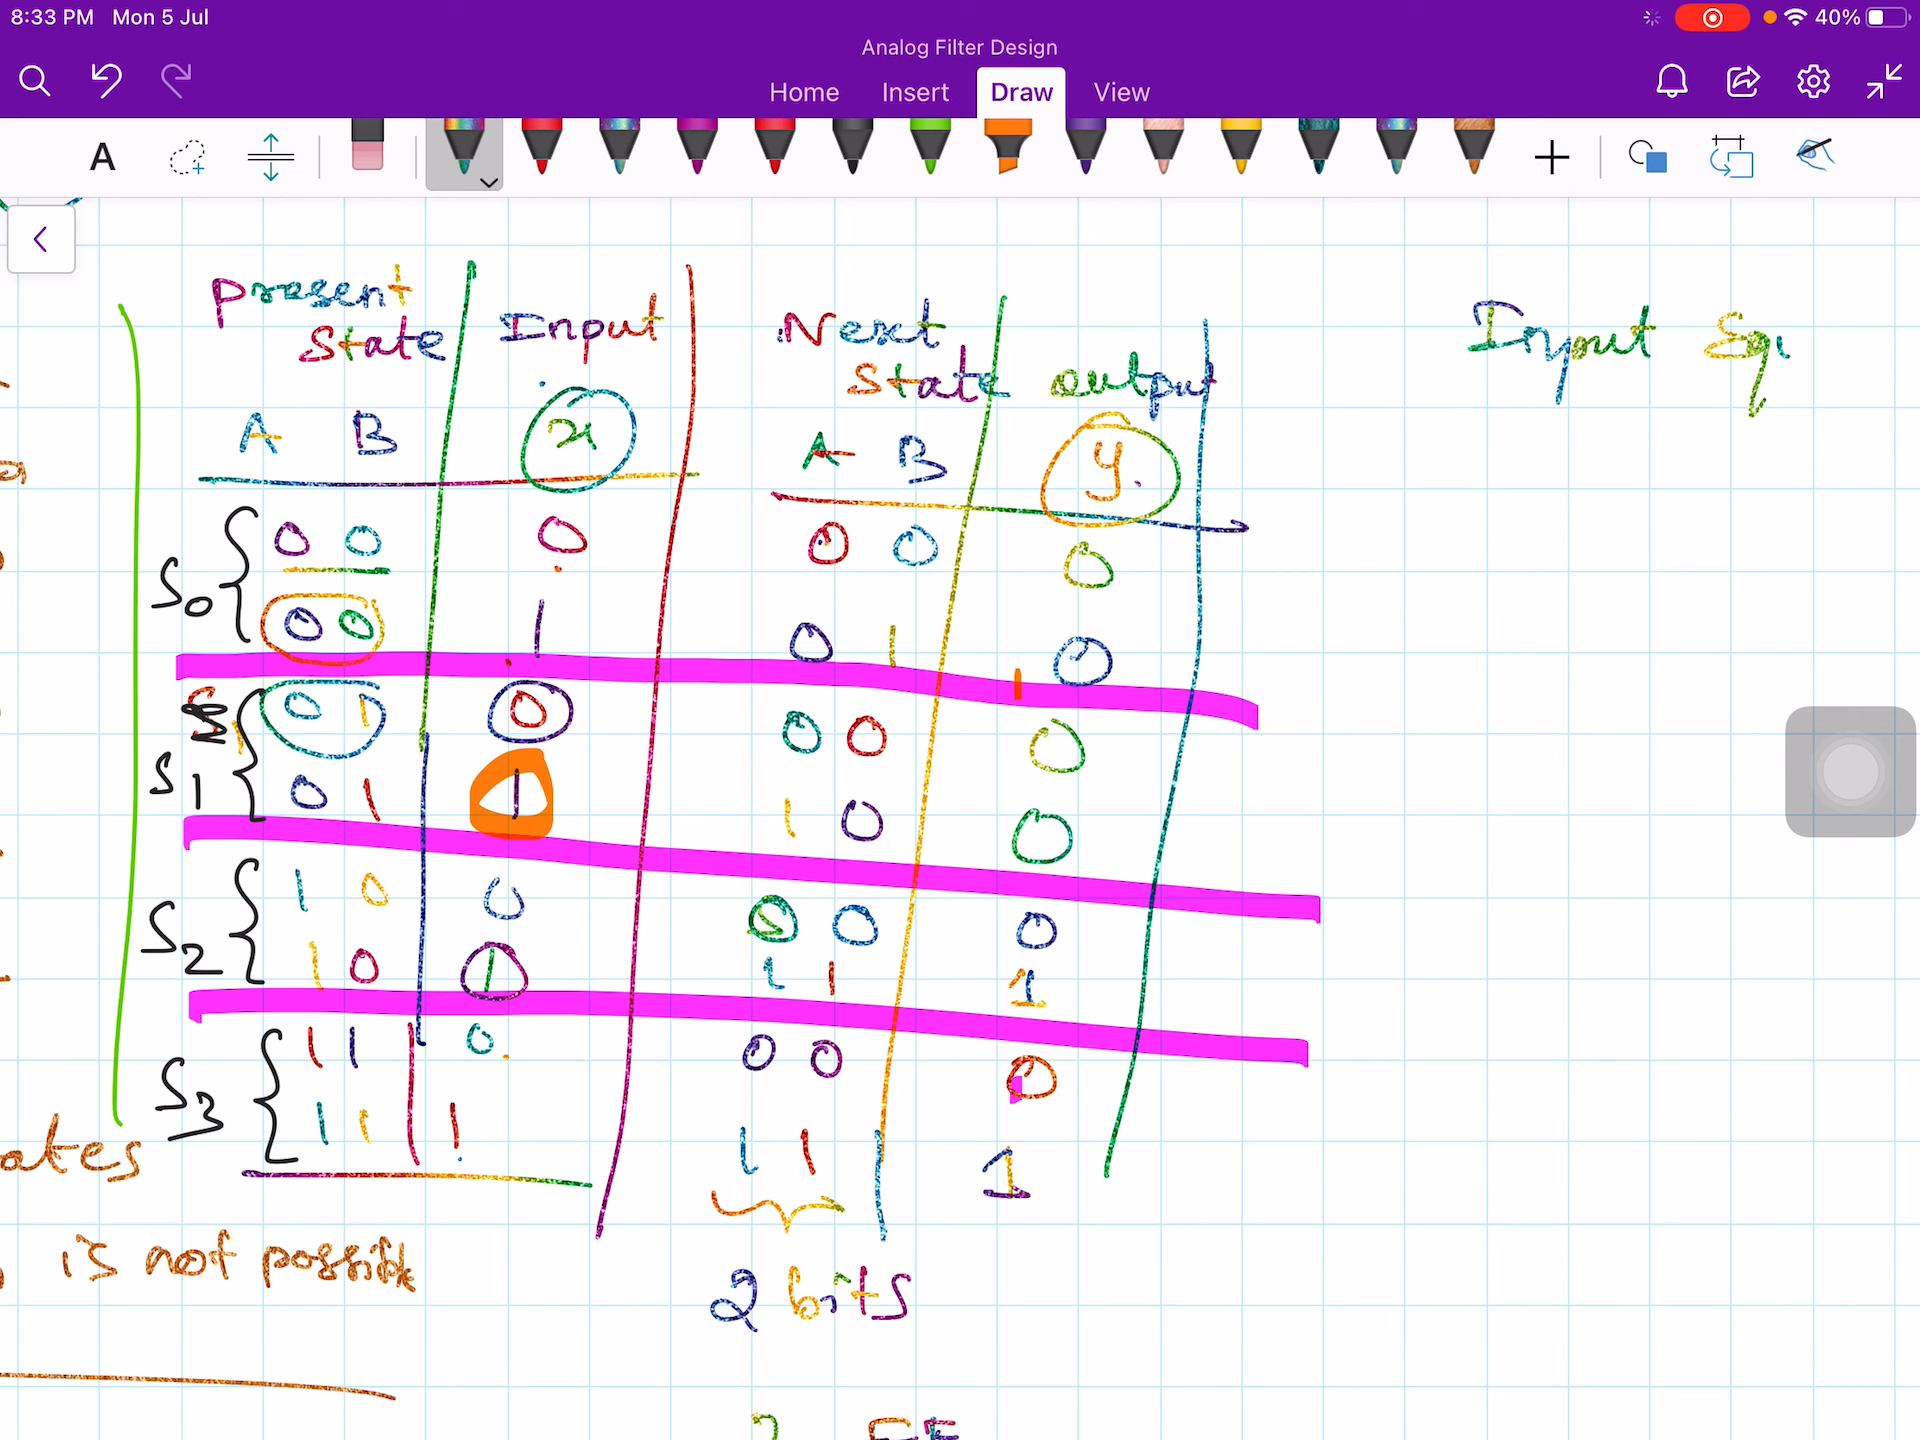 8:33 PM Mon 5 Jul
40%
Analog Filter Design
Home Insert Draw View
A
Present State Input Next State output
Input Sqı
A B x A B y
S0 0 0 0 0 0 0
0 0 1 0 1 0
S1 0 1 0 0 0 0
0 1 1 1 0 0
S2 1 0 0 0 0 0
1 0 1 1 1 1
S3 1 1 0 0 0 0
1 1 1 1 1 1
ates
is not possible
2 bits
2 FF